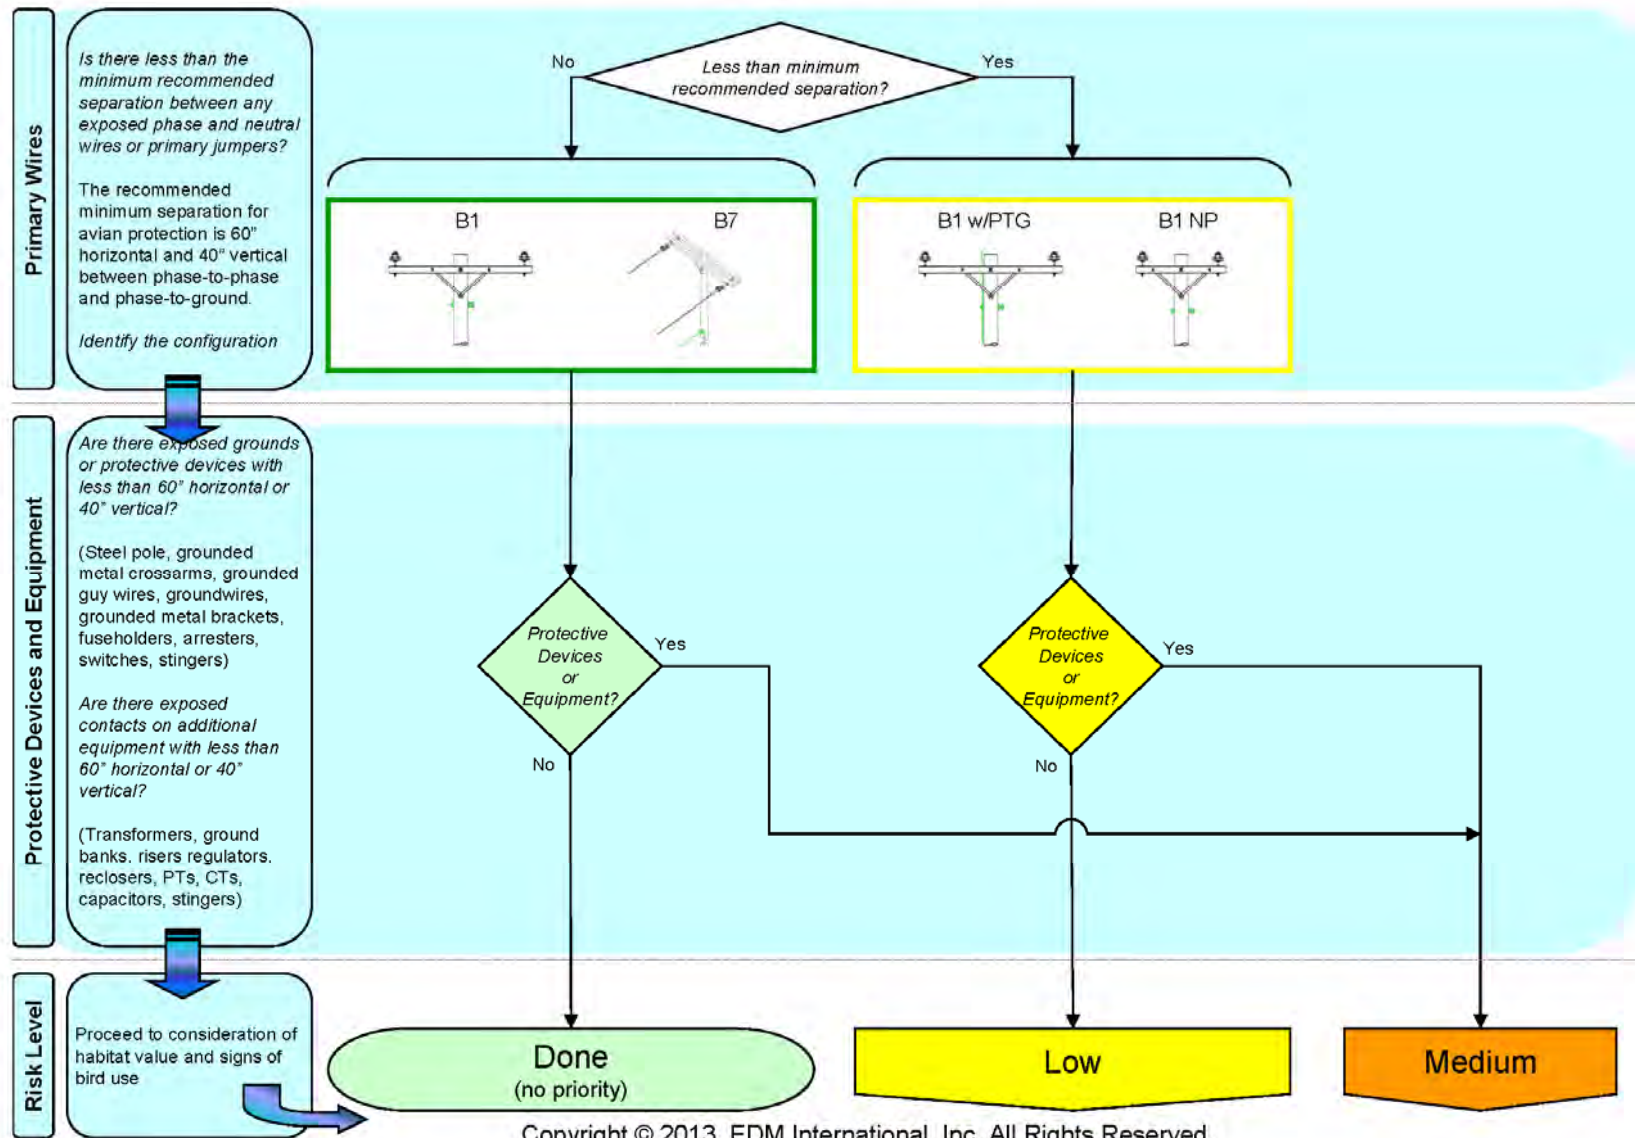 Primary Wires
Is there less than the
minimum recommended
separation between any
exposed phase and neutral
wires or primary jumpers?
The recommended
minimum separation for
avian protection is 60"
horizontal and 40" vertical
between phase-to-phase
and phase-to-ground.
Identify the configuration
No
Less than minimum
recommended separation?
Yes
B1
B7
B1 w/PTG
B1 NP
Protective Devices and Equipment
Are there exposed grounds
or protective devices with
less than 60" horizontal or
40" vertical?
(Steel pole, grounded
metal crossarms, grounded
guy wires, groundwires,
grounded metal brackets,
fuseholders, arresters,
switches, stingers)
Are there exposed
contacts on additional
equipment with less than
60" horizontal or 40"
vertical?
(Transformers, ground
banks. risers regulators.
reclosers, PTs, CTs,
capacitors, stingers)
Protective
Devices
or
Equipment?
Yes
No
Protective
Devices
or
Equipment?
Yes
No
Risk Level
Proceed to consideration of
habitat value and signs of
bird use
Done
(no priority)
Low
Medium
Copyright © 2013 EDM International, Inc. All Rights Reserved